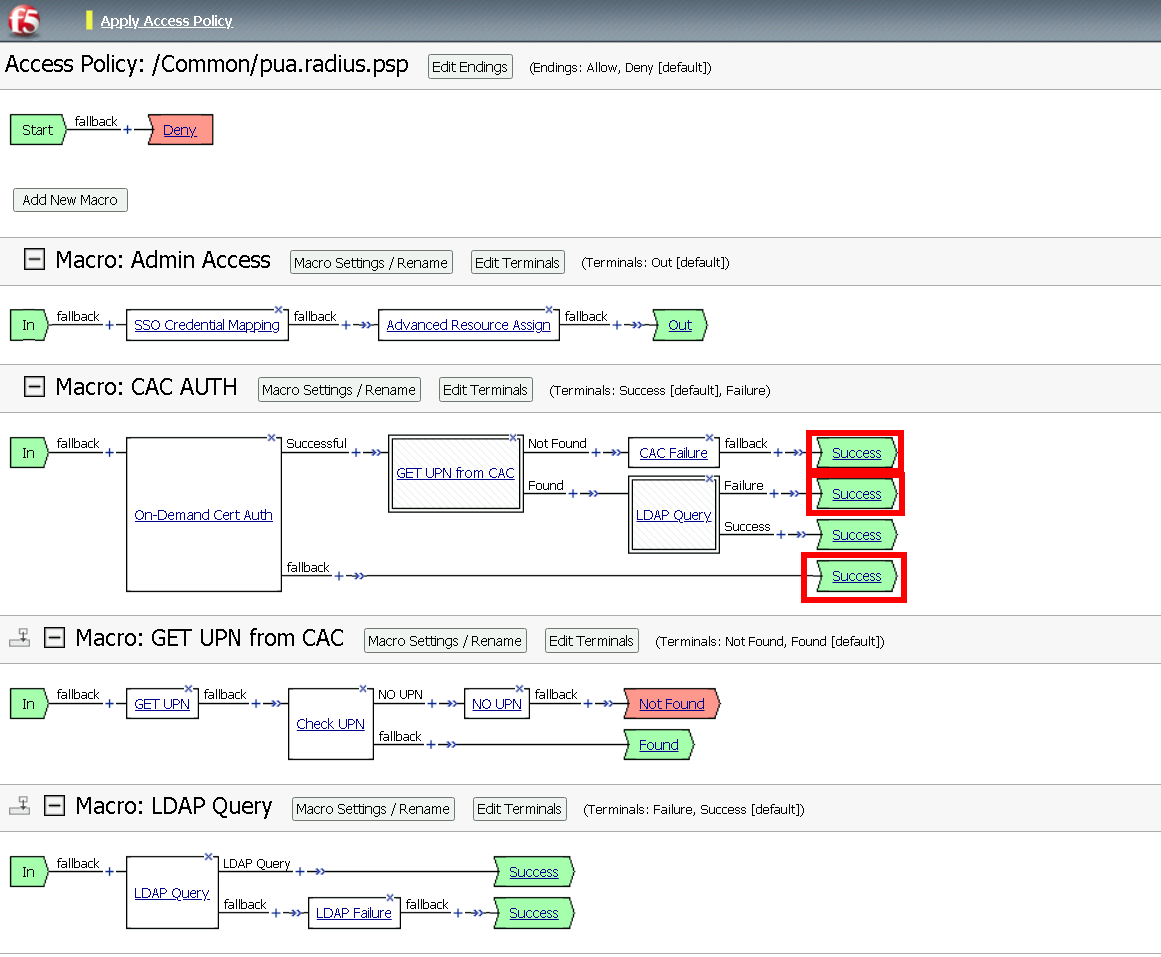 f5 Apply Access Policy
Access Policy: /Common/pua.radius.psp Edit Endings (Endings: Allow, Deny [default])
Start fallback + Deny
Add New Macro
Macro: Admin Access Macro Settings / Rename Edit Terminals (Terminals: Out [default])
In fallback + SSO Credential Mapping fallback + Advanced Resource Assign fallback + Out
Macro: CAC AUTH Macro Settings / Rename Edit Terminals (Terminals: Success [default], Failure)
In fallback + On-Demand Cert Auth Successful + GET UPN from CAC Not Found + CAC Failure fallback + Success
Found + LDAP Query Failure + Success
Success + Success
fallback + Success
Macro: GET UPN from CAC Macro Settings / Rename Edit Terminals (Terminals: Not Found, Found [default])
In fallback + GET UPN fallback + Check UPN NO UPN + NO UPN fallback + Not Found
fallback + Found
Macro: LDAP Query Macro Settings / Rename Edit Terminals (Terminals: Failure, Success [default])
In fallback + LDAP Query LDAP Query + Success
fallback + LDAP Failure fallback + Success